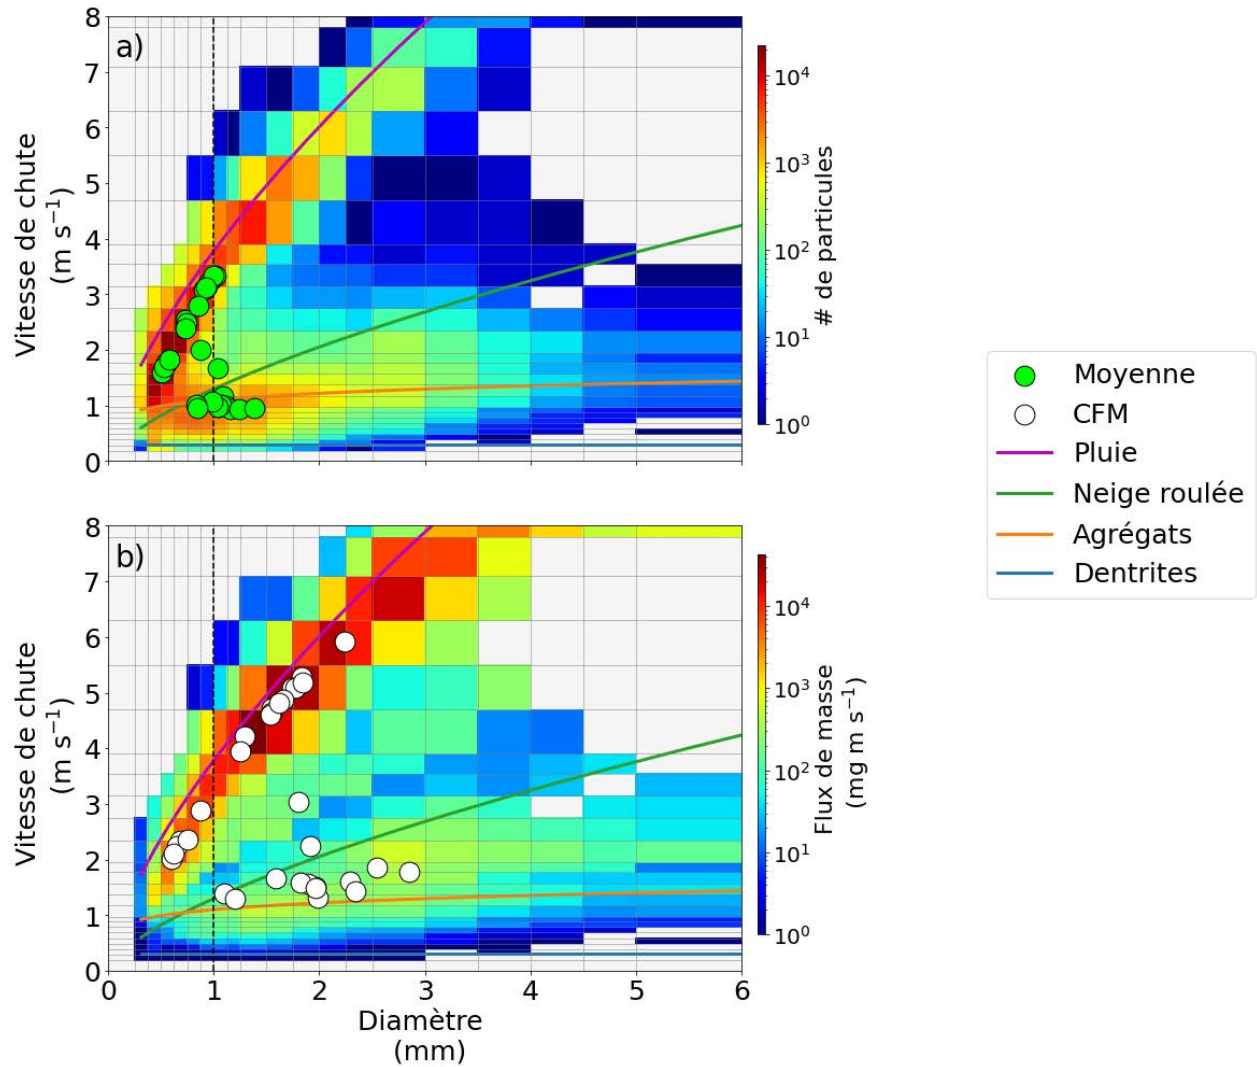 a)
8
7
6
5
4
3
2
1
0
Vitesse de chute
(m s⁻¹)
10⁴
10³
10²
10¹
10⁰
# de particules
b)
8
7
6
5
4
3
2
1
0
Vitesse de chute
(m s⁻¹)
10⁴
10³
10²
10¹
10⁰
Flux de masse
(mg m s⁻¹)
0 1 2 3 4 5 6
Diamètre
(mm)
Moyenne
CFM
Pluie
Neige roulée
Agrégats
Dentrites